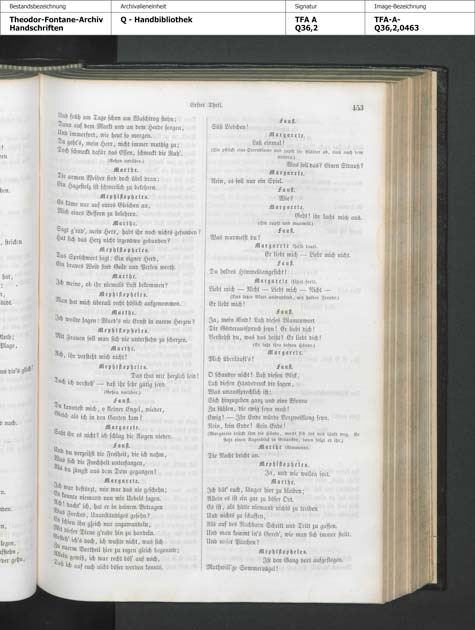 Bestandsbezeichnung
Archivalieneinheit
Signatur
Image-Bezeichnung
Theodor-Fontane-Archiv
Handschriften
Q - Handbibliothek
TFA A
Q36,2
TFA-A-
Q36,2,0463
Erster Theil.
453
Und früh am Tage schon am Waschtrog stehn;
Dann auf dem Markt und an dem Herde sorgen,
Und immerfort, wie heut so morgen.
Da geht's, mein Herr, nicht immer muthig zu;
Doch schmeckt dafür das Essen, schmeckt die Ruh'.
(Gehen vorüber.)
Marthe.
Die armen Weiber sind doch übel dran:
Ein Hagestolz ist schwerlich zu bekehren.
Mephistopheles.
Es käme nur auf eures Gleichen an,
Mich eines Bessern zu belehren.
Marthe.
Sagt g'rad', mein Herr, habt ihr noch nichts gefunden?
Hat sich das Herz nicht irgendwo gebunden?
Mephistopheles.
Das Sprichwort sagt: Ein eigner Herd,
Ein braves Weib sind Gold und Perlen werth.
Marthe.
Ich meine, ob ihr niemals Lust bekommen?
Mephistopheles.
Man hat mich überall recht höflich aufgenommen.
Marthe.
Ich wollte sagen: Ward's nie Ernst in eurem Herzen?
Mephistopheles.
Mit Frauen soll man sich nie unterstehn zu scherzen.
Marthe.
Ach, ihr versteht mich nicht!
Mephistopheles.
Das thut mir herzlich leid!
Doch ich versteh' — daß ihr sehr gütig seyd.
(Gehen vorüber.)
Faust.
Du kanntest mich, o kleiner Engel, wieder,
Gleich als ich in den Garten kam?
Margarete.
Saht ihr es nicht? ich schlug die Augen nieder.
Faust.
Und du verzeihst die Freiheit, die ich nahm,
Was sich die Frechheit unterfangen,
Als du jüngst aus dem Dom gegangen?
Margarete.
Ich war bestürzt, mir war das nie geschehn;
Es konnte niemand von mir Uebels sagen.
Ach! dacht' ich, hat er in deinem Betragen
Was Freches, Unanständiges gesehn?
Es schien ihn gleich nur anzuwandeln,
Mit dieser Dirne g'rade hin zu handeln.
Gesteh' ich's doch, ich wußte nicht, was sich
Zu eurem Vortheil hier zu regen gleich begonnte;
Allein gewiß, ich war recht böf' auf mich,
Daß ich auf euch nicht böser werden konnte.
Faust.
Süß Liebchen!
Margarete.
Laßt einmal!
(Sie pflückt eine Sternblume und zupft die Blätter ab, eins nach dem
andern.)
Was soll das? Einen Strauß?
Margarete.
Nein, es soll nur ein Spiel.
Faust.
Wie?
Margarete.
Geht! ihr lacht mich aus.
(Sie rupft und murmelt.)
Faust.
Was murmelst du?
Margarete (halb laut).
Er liebt mich — Liebt mich nicht.
Faust.
Du holdes Himmelsangesicht!
Margarete (fährt fort).
Liebt mich — Nicht — Liebt mich — Nicht —
(Das letzte Blatt ausrupfend, mit holder Freude.)
Er liebt mich!
Faust.
Ja, mein Kind! Laß dieses Blumenwort
Dir Götterausspruch seyn! Er liebt dich!
Verstehst du, was das heißt? Er liebt dich!
(Er faßt ihre beiden Hände.)
Margarete.
Mich überläuft's!
Faust.
O schaudre nicht! Laß diesen Blick,
Laß diesen Händedruck dir sagen,
Was unaussprechlich ist:
Sich hinzugeben ganz und eine Wonne
Zu fühlen, die ewig seyn muß!
Ewig! — Ihr Ende würde Verzweiflung seyn.
Nein, kein Ende! Kein Ende!
(Margarete drückt ihm die Hände, macht sich los und läuft weg. Er
steht einen Augenblick in Gedanken, dann folgt er ihr.)
Marthe (kommend).
Die Nacht bricht an.
Mephistopheles.
Ja, und wir wollen fort.
Marthe.
Ich bät' euch, länger hier zu bleiben;
Allein es ist ein gar zu böser Ort.
Es ist, als hätte niemand nichts zu treiben
Und nichts zu schaffen,
Als auf des Nachbarn Schritt und Tritt zu gaffen.
Und man kommt in's Gered', wie man sich immer stellt.
Und unser Pärchen?
Mephistopheles.
Ist den Gang dort aufgeflogen.
Muthwill'ge Sommervögel!